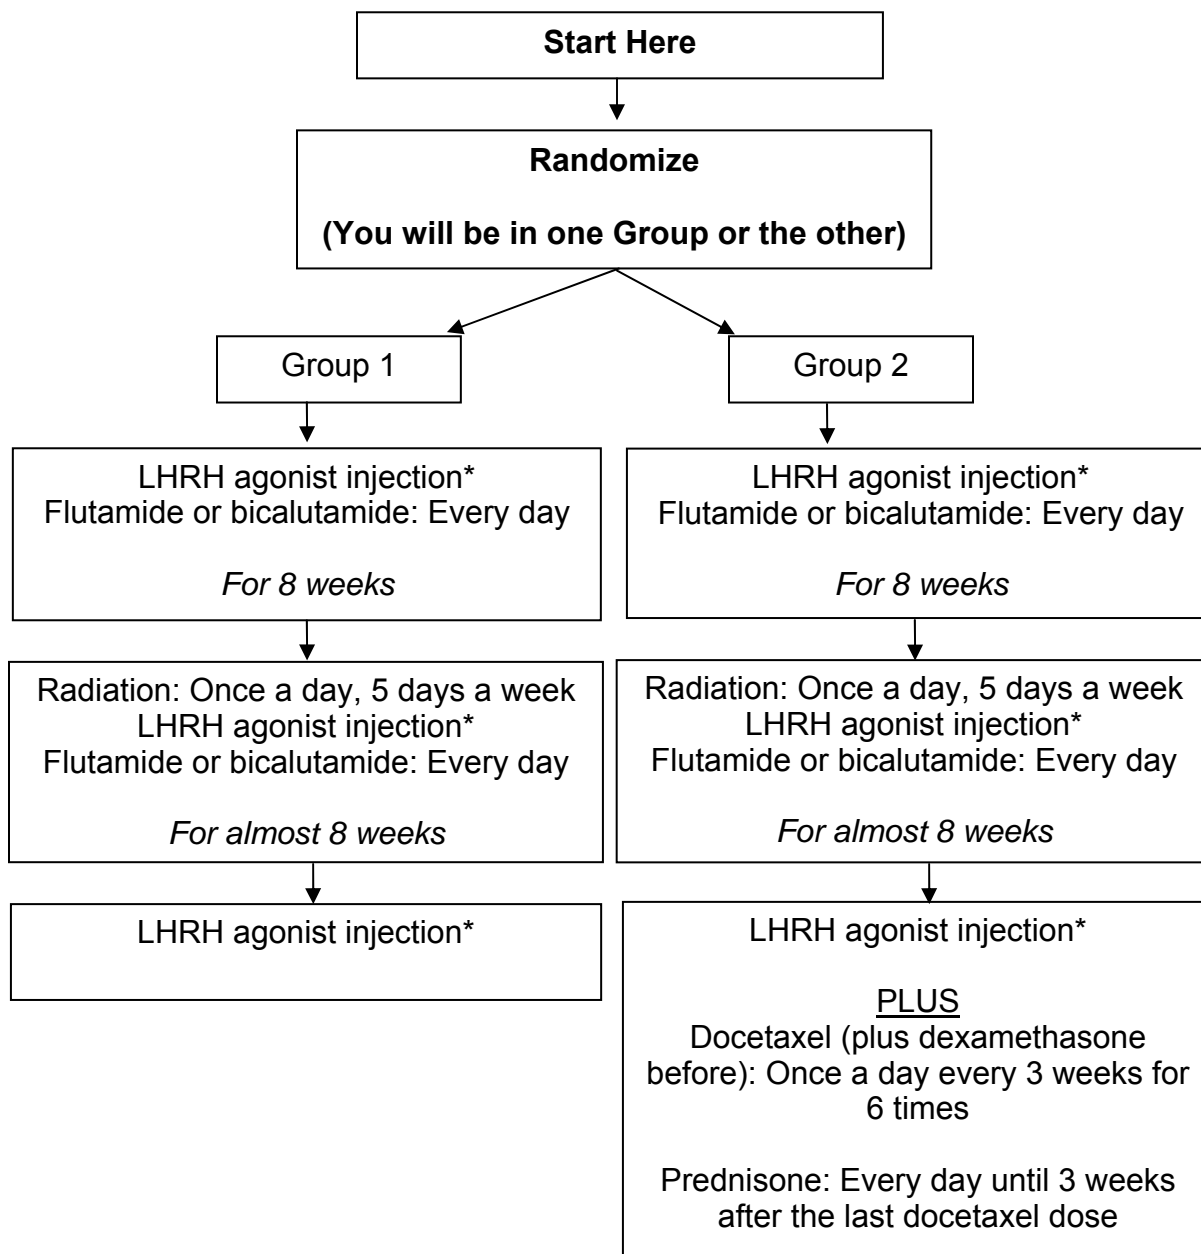 Start Here
Randomize
(You will be in one Group or the other)
Group 1
Group 2
LHRH agonist injection*
Flutamide or bicalutamide: Every day
For 8 weeks
LHRH agonist injection*
Flutamide or bicalutamide: Every day
For 8 weeks
Radiation: Once a day, 5 days a week
LHRH agonist injection*
Flutamide or bicalutamide: Every day
For almost 8 weeks
Radiation: Once a day, 5 days a week
LHRH agonist injection*
Flutamide or bicalutamide: Every day
For almost 8 weeks
LHRH agonist injection*
LHRH agonist injection*
PLUS
Docetaxel (plus dexamethasone
before): Once a day every 3 weeks for
6 times
Prednisone: Every day until 3 weeks
after the last docetaxel dose